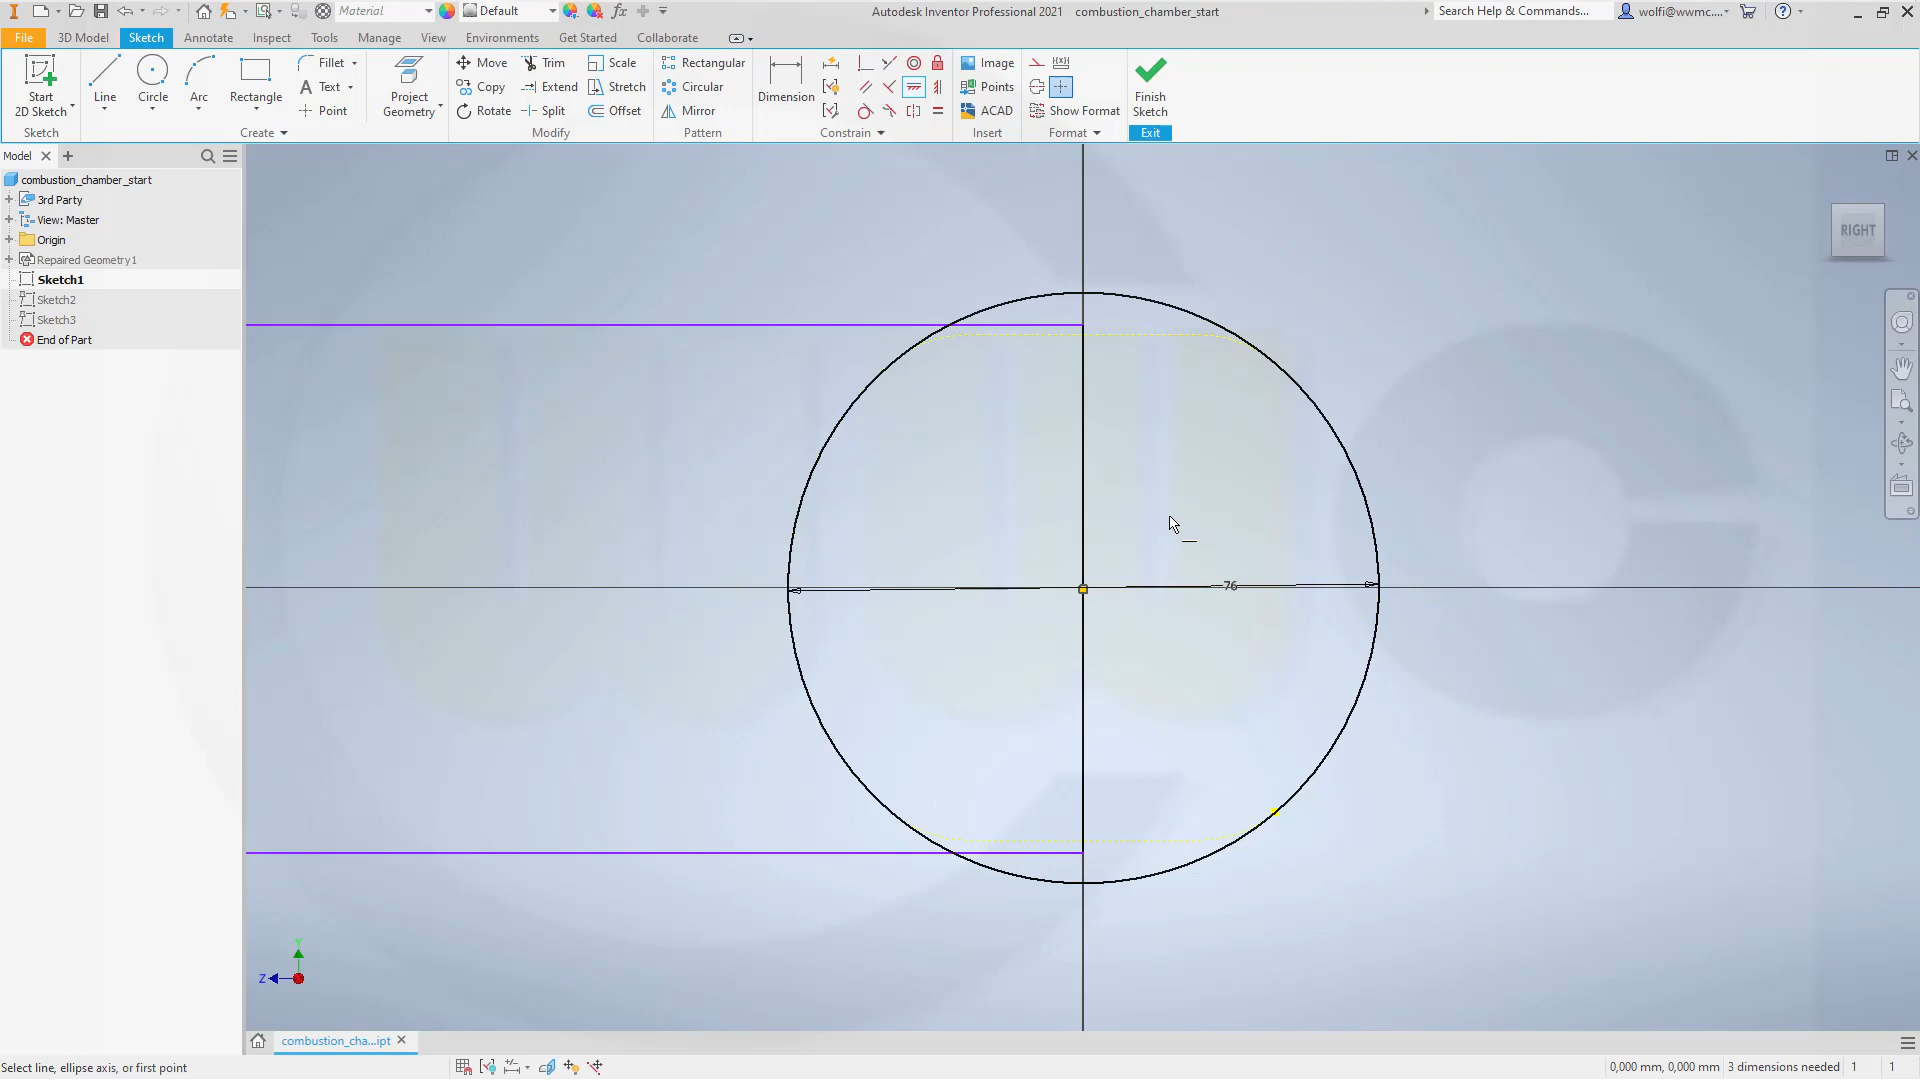 Material
Default
Autodesk Inventor Professional 2021 combustion_chamber_start
Search Help & Commands...
wolfi@wwmc....
File 3D Model Sketch Annotate Inspect Tools Manage View Environments Get Started Collaborate
Start
2D Sketch
Line
Circle
Arc
Rectangle
Fillet
Text
Point
Project
Geometry
Move
Copy
Rotate
Trim
Extend
Split
Scale
Stretch
Offset
Rectangular
Circular
Mirror
Dimension
Image
Points
ACAD
Show Format
Finish
Sketch
Sketch Create Modify Pattern Constrain Insert Format Exit
Model
combustion_chamber_start
3rd Party
View: Master
Origin
Repaired Geometry1
Sketch1
Sketch2
Sketch3
End of Part
RIGHT
76
Y
Z
combustion_cha...ipt
Select line, ellipse axis, or first point
0,000 mm, 0,000 mm 3 dimensions needed 1 1